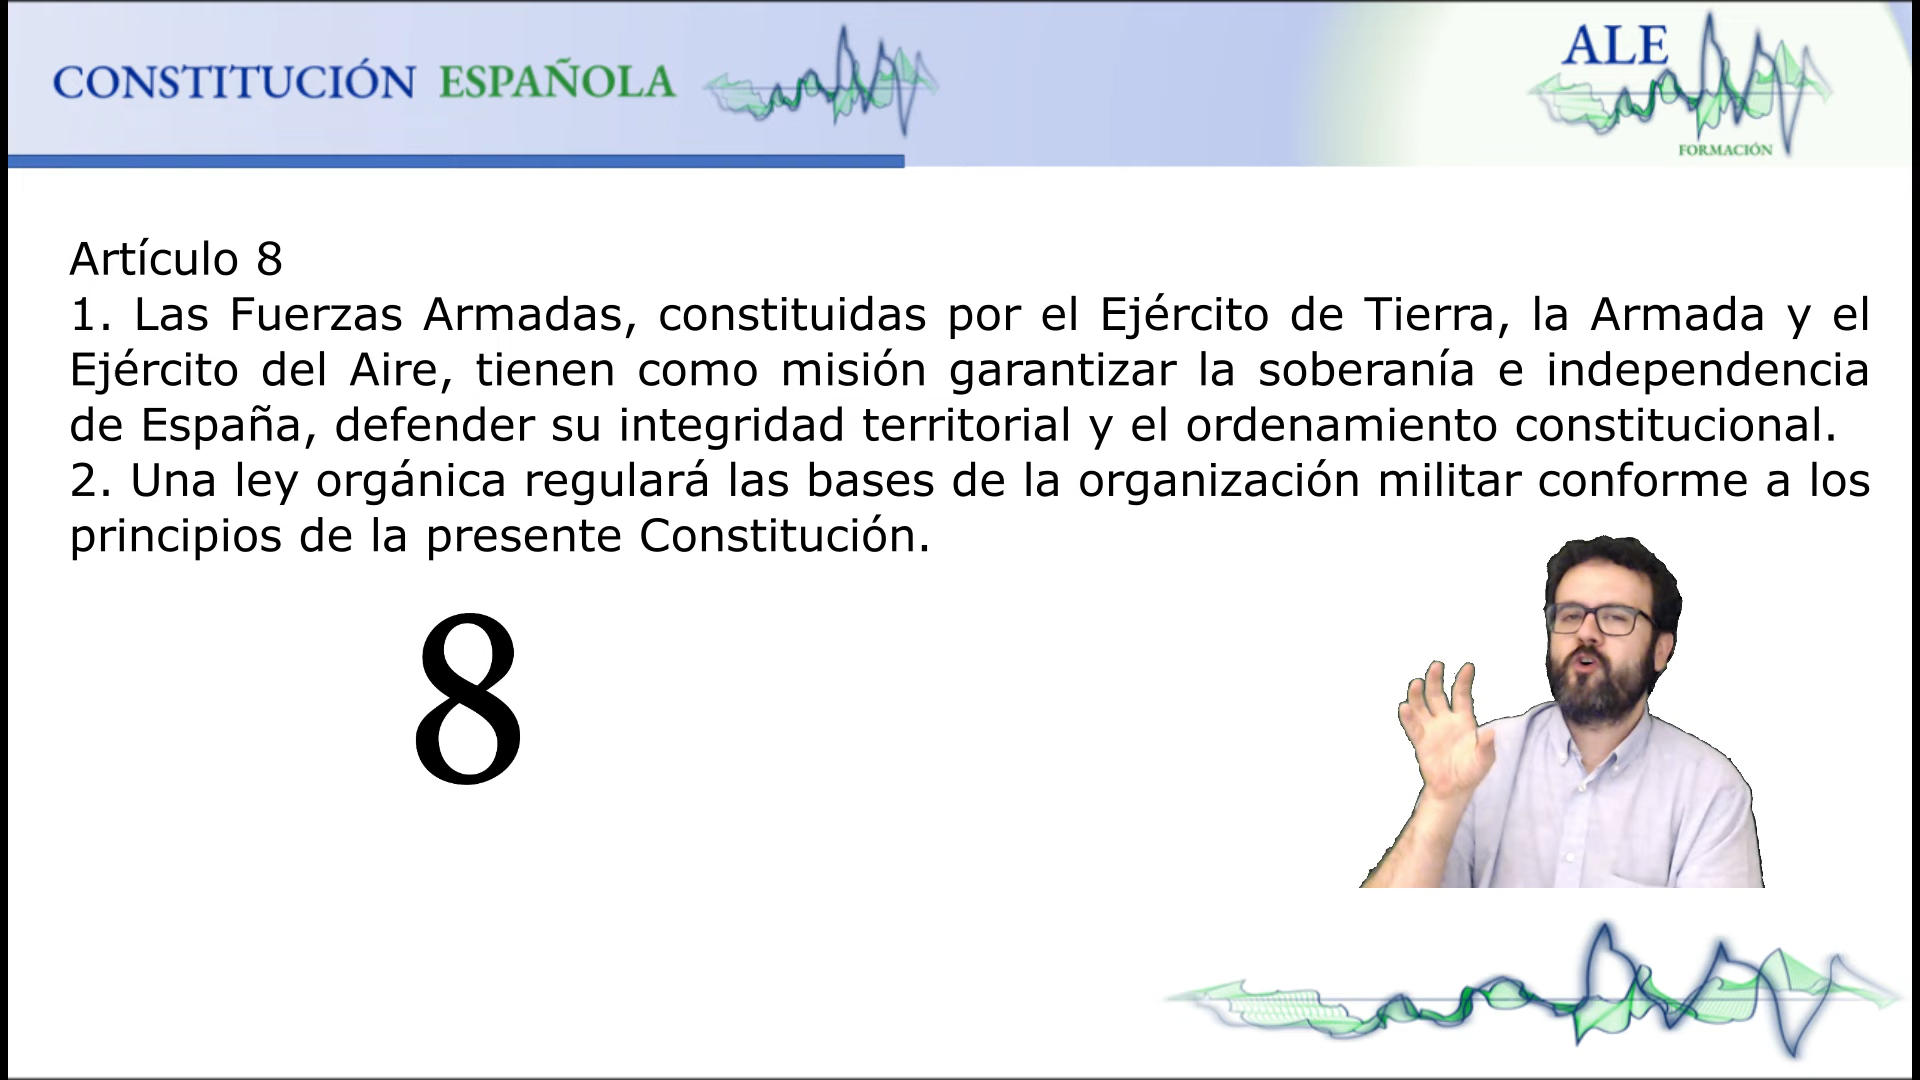 CONSTITUCIÓN ESPAÑOLA
ALE
FORMACIÓN
Artículo 8
1. Las Fuerzas Armadas, constituidas por el Ejército de Tierra, la Armada y el
Ejército del Aire, tienen como misión garantizar la soberanía e independencia
de España, defender su integridad territorial y el ordenamiento constitucional.
2. Una ley orgánica regulará las bases de la organización militar conforme a los
principios de la presente Constitución.
8